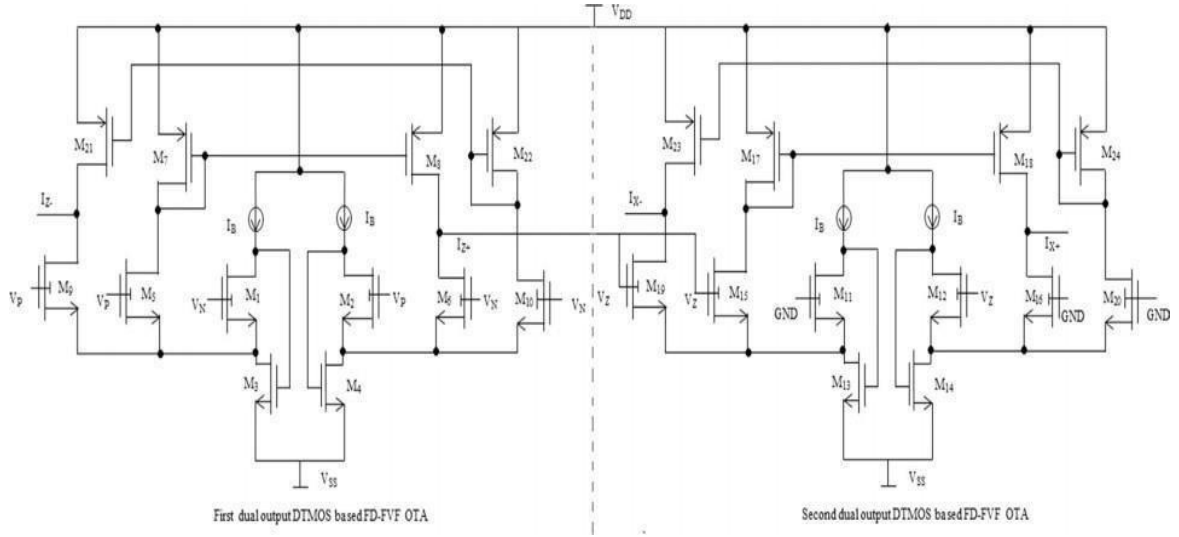 VDD
M21
M7
M8
M22
M23
M17
M18
M24
IZ-
IB
IB
IZ+
IX-
IB
IB
IX+
VP
M9
VP
M5
VN
M1
M2
VP
M6
VN
M10
VN
VZ
M19
VZ
M15
GND
M11
M12
VZ
M16
GND
M20
GND
M3
M4
M13
M14
VSS
VSS
First dual output DTMOS based FD-FVF OTA
Second dual output DTMOS based FD-FVF OTA